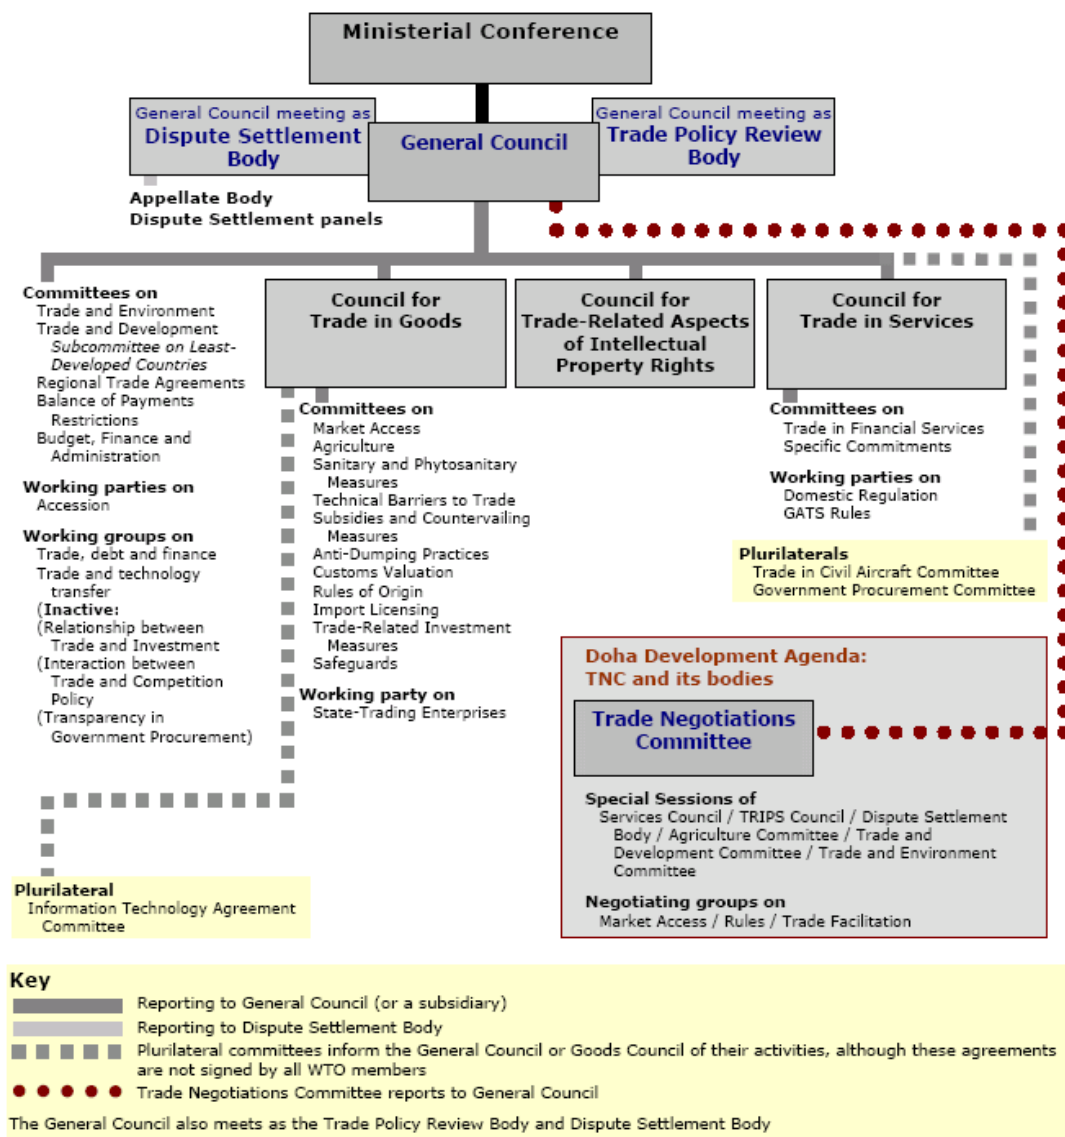 Ministerial Conference
General Council meeting as
Dispute Settlement
Body
General Council
General Council meeting as
Trade Policy Review
Body
Appellate Body
Dispute Settlement panels
Committees on
Trade and Environment
Trade and Development
Subcommittee on Least-
Developed Countries
Regional Trade Agreements
Balance of Payments
Restrictions
Budget, Finance and
Administration
Working parties on
Accession
Working groups on
Trade, debt and finance
Trade and technology
transfer
(Inactive:
(Relationship between
Trade and Investment
(Interaction between
Trade and Competition
Policy
(Transparency in
Government Procurement)
Council for
Trade in Goods
Committees on
Market Access
Agriculture
Sanitary and Phytosanitary
Measures
Technical Barriers to Trade
Subsidies and Countervailing
Measures
Anti-Dumping Practices
Customs Valuation
Rules of Origin
Import Licensing
Trade-Related Investment
Measures
Safeguards
Working party on
State-Trading Enterprises
Council for
Trade-Related Aspects
of Intellectual
Property Rights
Council for
Trade in Services
Committees on
Trade in Financial Services
Specific Commitments
Working parties on
Domestic Regulation
GATS Rules
Plurilaterals
Trade in Civil Aircraft Committee
Government Procurement Committee
Doha Development Agenda:
TNC and its bodies
Trade Negotiations
Committee
Special Sessions of
Services Council / TRIPS Council / Dispute Settlement
Body / Agriculture Committee / Trade and
Development Committee / Trade and Environment
Committee
Negotiating groups on
Market Access / Rules / Trade Facilitation
Plurilateral
Information Technology Agreement
Committee
Key
Reporting to General Council (or a subsidiary)
Reporting to Dispute Settlement Body
Plurilateral committees inform the General Council or Goods Council of their activities, although these agreements
are not signed by all WTO members
Trade Negotiations Committee reports to General Council
The General Council also meets as the Trade Policy Review Body and Dispute Settlement Body